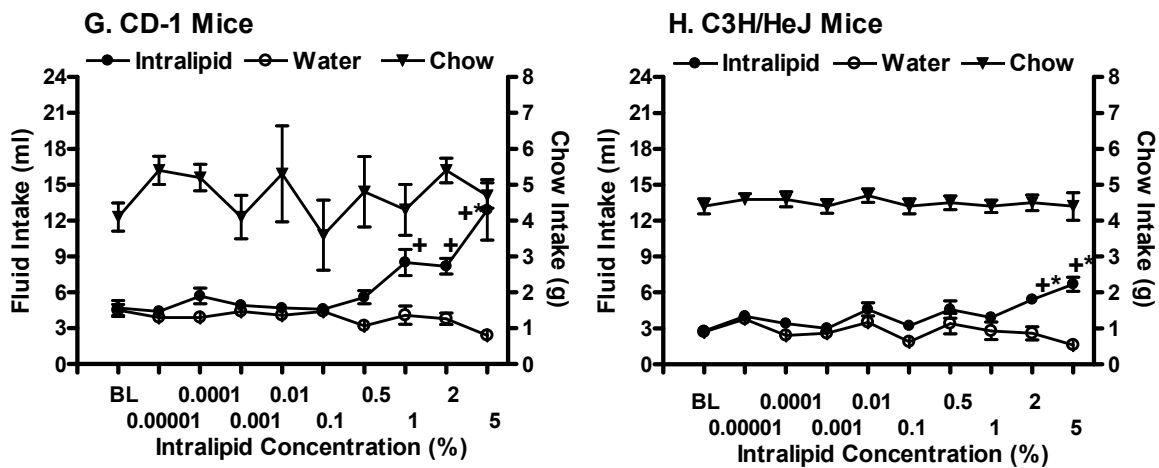 G. CD-1 Mice
Intralipid Water Chow
24
21
18
15
12
9
6
3
0
Fluid Intake (ml)
8
7
6
5
4
3
2
1
0
Chow Intake (g)
+
+
+*
BL 0.0001 0.01 0.5 2
0.00001 0.001 0.1 1 5
Intralipid Concentration (%)
H. C3H/HeJ Mice
Intralipid Water Chow
24
21
18
15
12
9
6
3
0
Fluid Intake (ml)
8
7
6
5
4
3
2
1
0
Chow Intake (g)
+*
+*
BL 0.0001 0.01 0.5 2
0.00001 0.001 0.1 1 5
Intralipid Concentration (%)